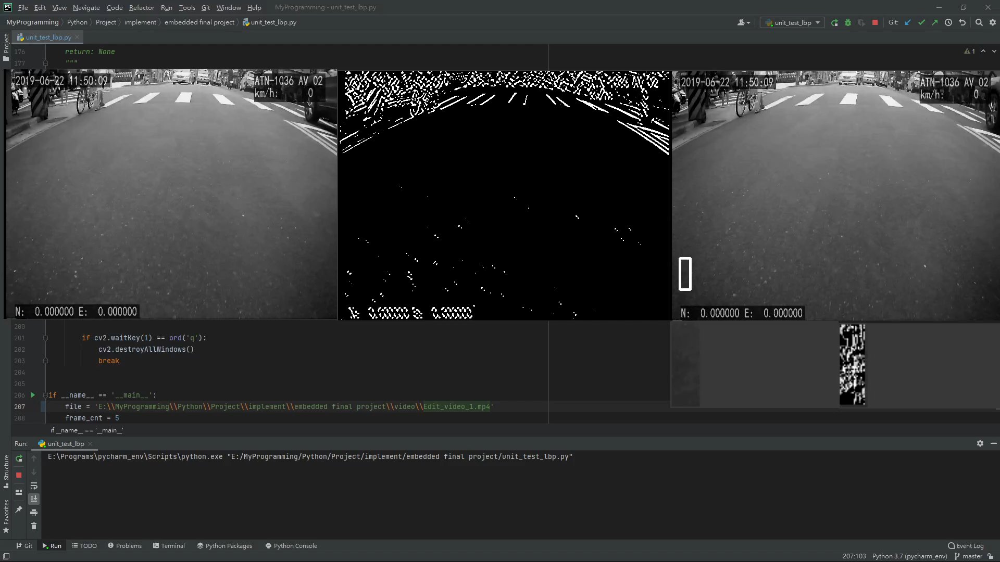 File Edit View Navigate Code Refactor Run Tools Git Window Help MyProgramming - unit_test_lbp.py
MyProgramming Python Project implement embedded final project unit_test_lbp.py
unit_test_lbp Git:
Project
unit_test_lbp.py
176 return: None
1
177 """
2019-06-22 11:50:09 ATN-1036 AV 02
km/h: 0
N: 0.000000 E: 0.000000
2019-06-22 11:50:09 ATN-1036 AV 02
km/h: 0
N: 0.000000 E: 0.000000
200
201 if cv2.waitKey(1) == ord('q'):
202 cv2.destroyAllWindows()
203 break
204
205
206 if __name__ == '__main__':
207 file = 'E:\\MyProgramming\\Python\\Project\\implement\\embedded final project\\video\\Edit_video_1.mp4'
208 frame_cnt = 5
if __name__ == '__main__'
Run: unit_test_lbp
E:\Programs\pycharm_env\Scripts\python.exe "E:/MyProgramming/Python/Project/implement/embedded final project/unit_test_lbp.py"
Structure
Favorites
Git Run TODO Problems Terminal Python Packages Python Console Event Log
207:103 Python 3.7 (pycharm_env) master